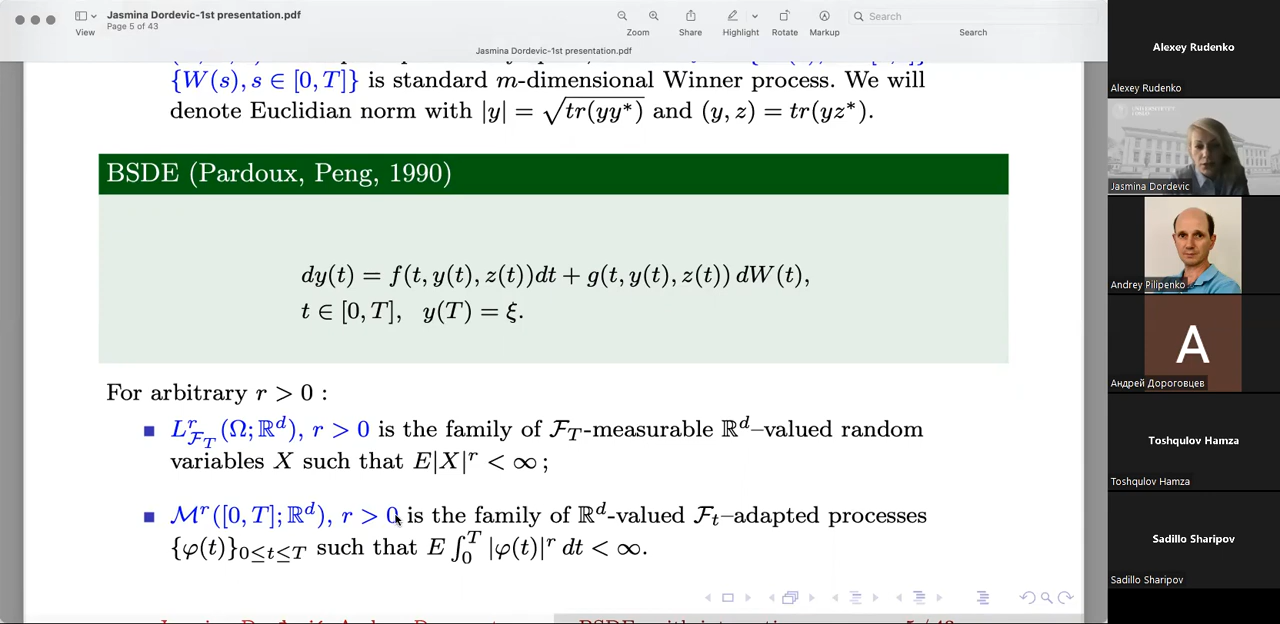 Jasmina Dordevic-1st presentation.pdf
Page 5 of 43
View
Zoom
Share
Highlight
Rotate
Markup
Search
Search
Jasmina Dordevic-1st presentation.pdf
{W(s), s ∈ [0, T]} is standard m-dimensional Winner process. We will
denote Euclidian norm with |y| = √tr(yy*) and (y, z) = tr(yz*).
BSDE (Pardoux, Peng, 1990)
dy(t) = f(t, y(t), z(t))dt + g(t, y(t), z(t)) dW(t),
t ∈ [0, T], y(T) = ξ.
For arbitrary r > 0 :
L^r_{F_T}(Ω; ℝ^d), r > 0 is the family of F_T-measurable ℝ^d–valued random
variables X such that E|X|^r < ∞ ;
M^r([0, T]; ℝ^d), r > 0 is the family of ℝ^d-valued F_t–adapted processes
{φ(t)}_{0≤t≤T} such that E ∫_0^T |φ(t)|^r dt < ∞.
5 / 43
Alexey Rudenko
Alexey Rudenko
Jasmina Dordevic
Andrey Pilipenko
А
Андрей Дороговцев
Toshqulov Hamza
Toshqulov Hamza
Sadillo Sharipov
Sadillo Sharipov